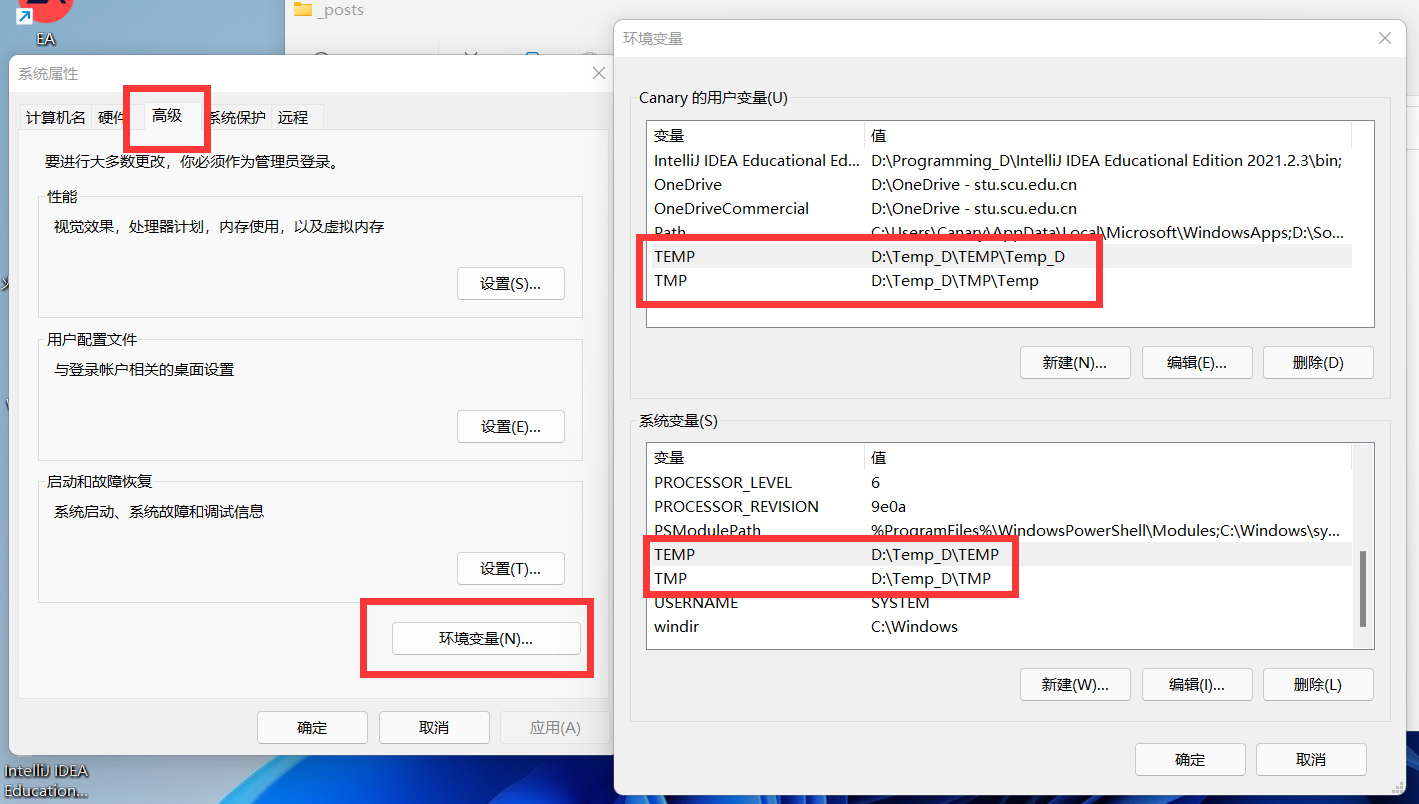 _posts
EA
系统属性
计算机名 硬件 高级 系统保护 远程
要进行大多数更改，你必须作为管理员登录。
性能
视觉效果，处理器计划，内存使用，以及虚拟内存
设置(S)...
用户配置文件
与登录帐户相关的桌面设置
设置(E)...
启动和故障恢复
系统启动、系统故障和调试信息
设置(T)...
环境变量(N)...
确定 取消 应用(A)
IntelliJ IDEA
Education...
环境变量
Canary 的用户变量(U)
变量 值
IntelliJ IDEA Educational Ed... D:\Programming_D\IntelliJ IDEA Educational Edition 2021.2.3\bin;
OneDrive D:\OneDrive - stu.scu.edu.cn
OneDriveCommercial D:\OneDrive - stu.scu.edu.cn
Path C:\Users\Canary\AppData\Local\Microsoft\WindowsApps;D:\So...
TEMP D:\Temp_D\TEMP\Temp_D
TMP D:\Temp_D\TMP\Temp
新建(N)... 编辑(E)... 删除(D)
系统变量(S)
变量 值
PROCESSOR_LEVEL 6
PROCESSOR_REVISION 9e0a
PSModulePath %ProgramFiles%\WindowsPowerShell\Modules;C:\Windows\sy...
TEMP D:\Temp_D\TEMP
TMP D:\Temp_D\TMP
USERNAME SYSTEM
windir C:\Windows
新建(W)... 编辑(I)... 删除(L)
确定 取消